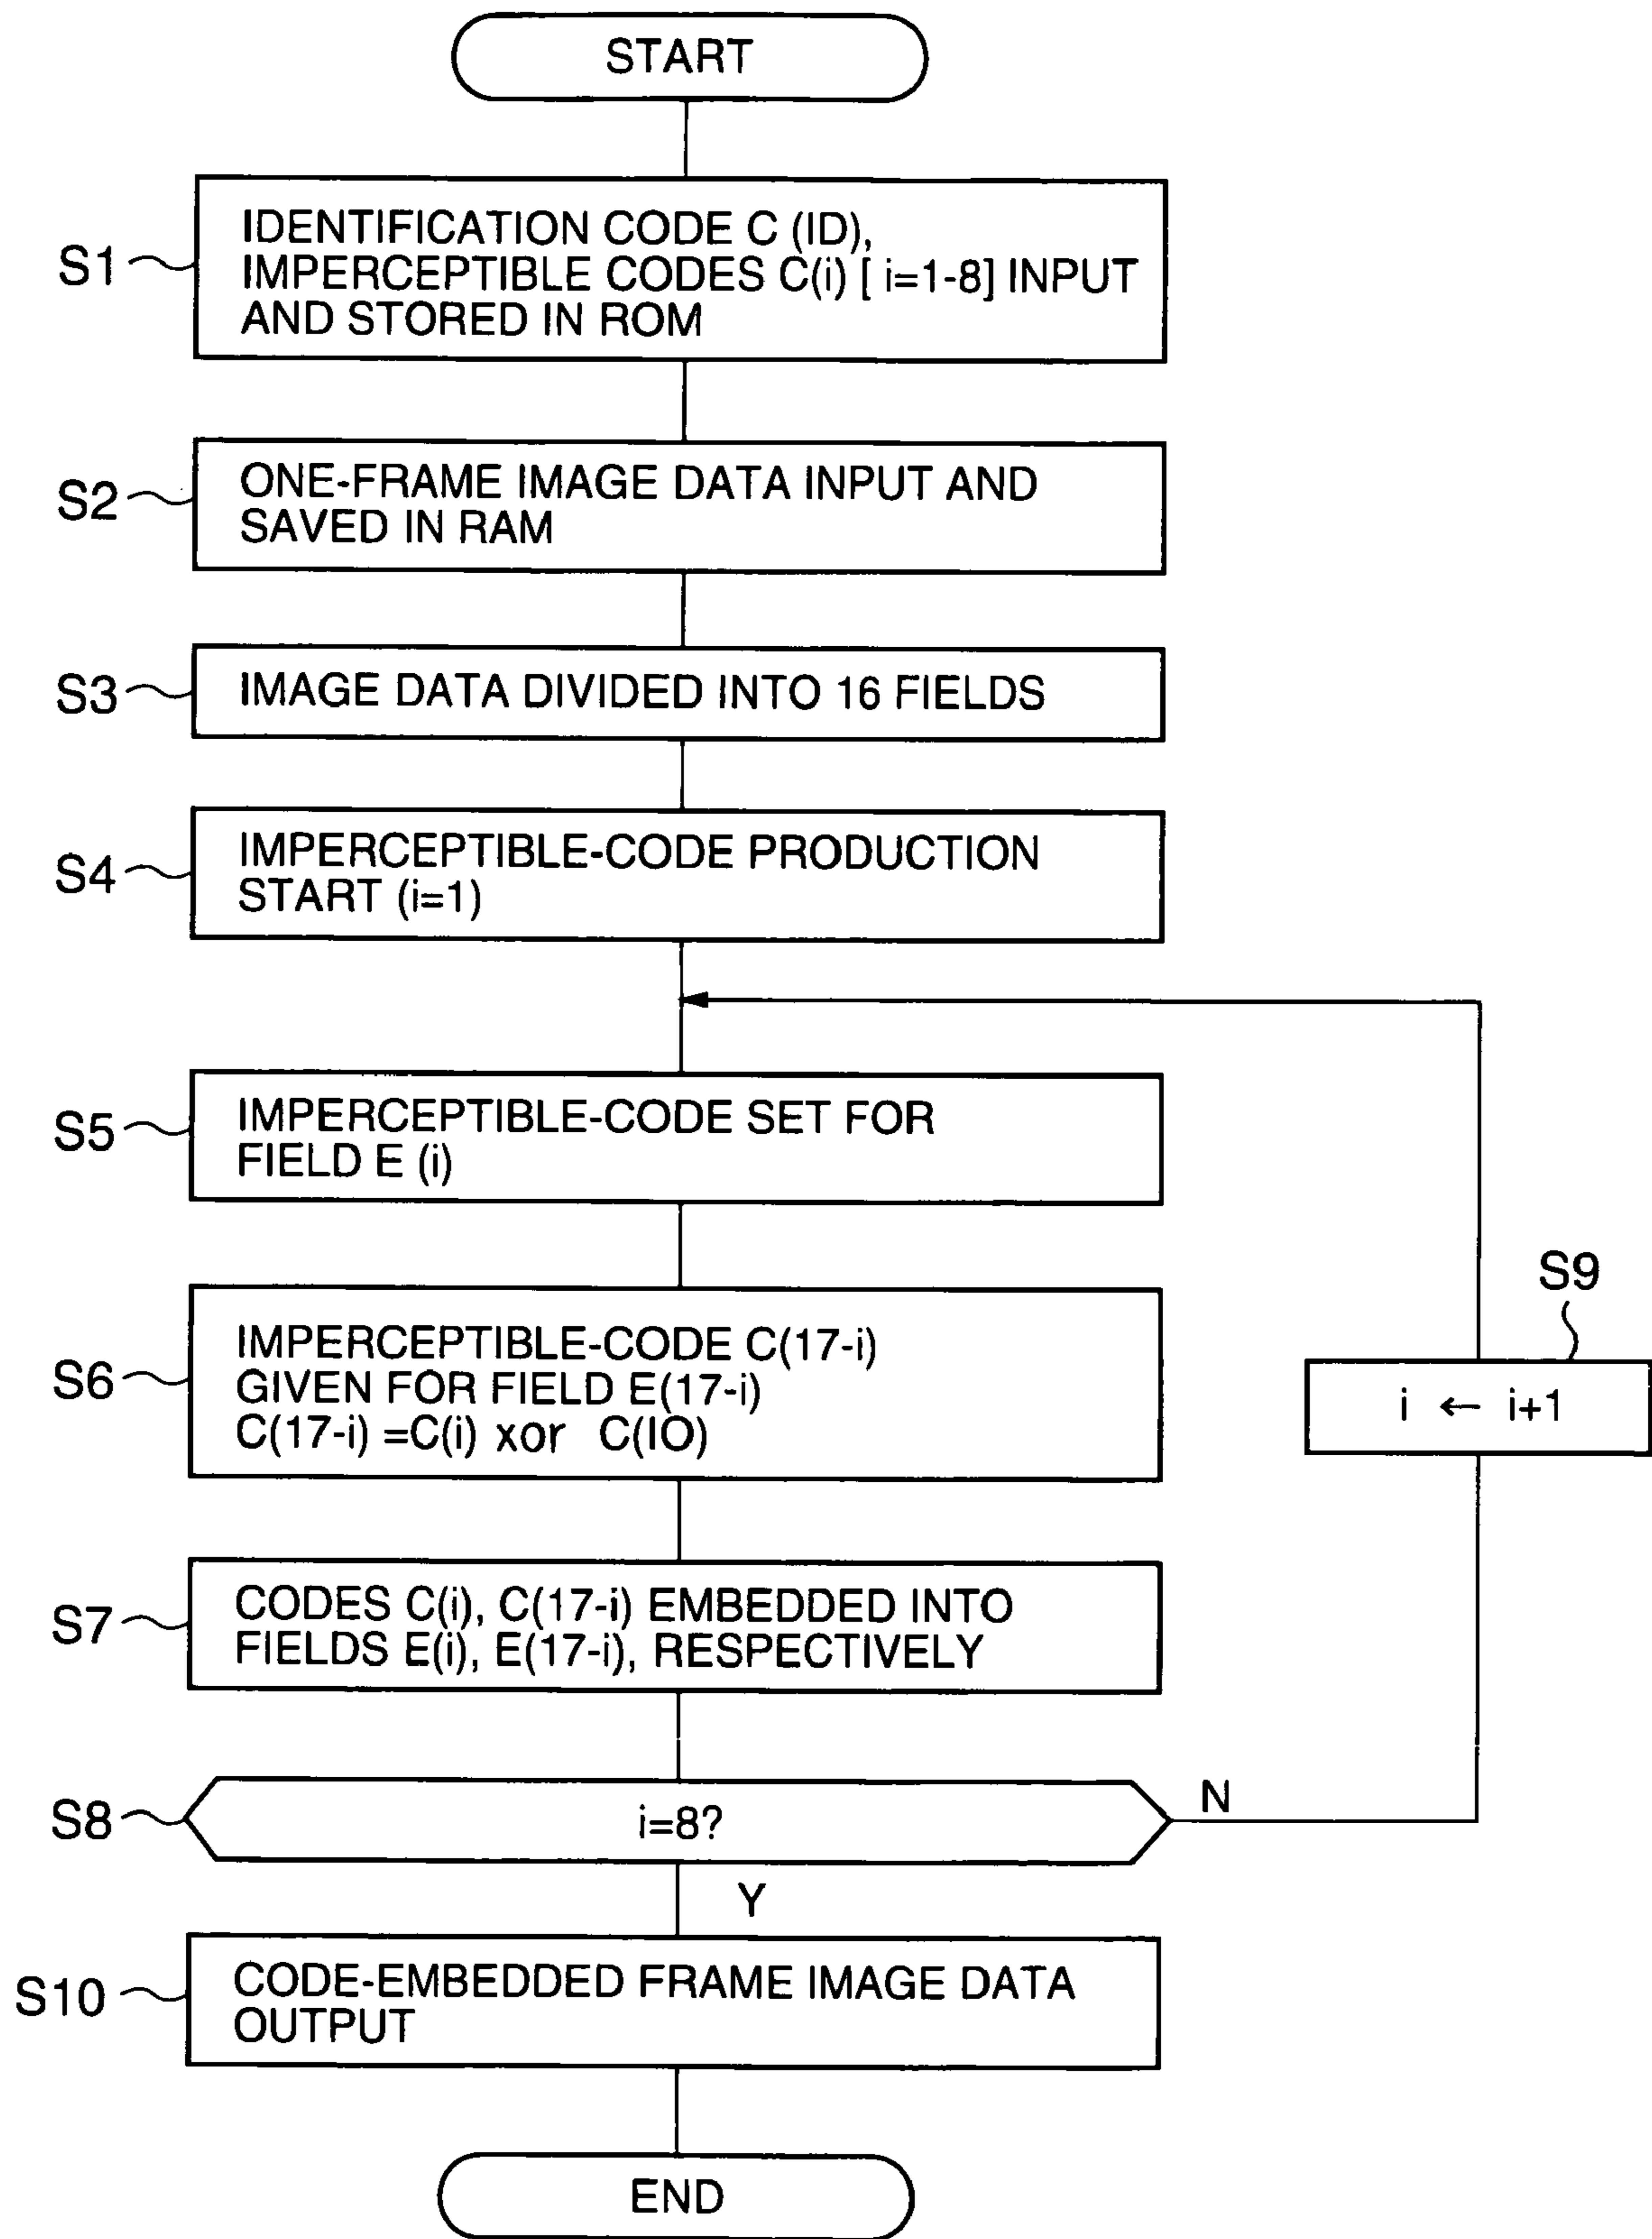 START
S1
IDENTIFICATION CODE C (ID),
IMPERCEPTIBLE CODES C(i) [ i=1-8] INPUT
AND STORED IN ROM
S2
ONE-FRAME IMAGE DATA INPUT AND
SAVED IN RAM
S3
IMAGE DATA DIVIDED INTO 16 FIELDS
S4
IMPERCEPTIBLE-CODE PRODUCTION
START (i=1)
S5
IMPERCEPTIBLE-CODE SET FOR
FIELD E (i)
S6
IMPERCEPTIBLE-CODE C(17-i)
GIVEN FOR FIELD E(17-i)
C(17-i) =C(i) xor C(IO)
S9
i ← i+1
S7
CODES C(i), C(17-i) EMBEDDED INTO
FIELDS E(i), E(17-i), RESPECTIVELY
S8
i=8?
N
Y
S10
CODE-EMBEDDED FRAME IMAGE DATA
OUTPUT
END